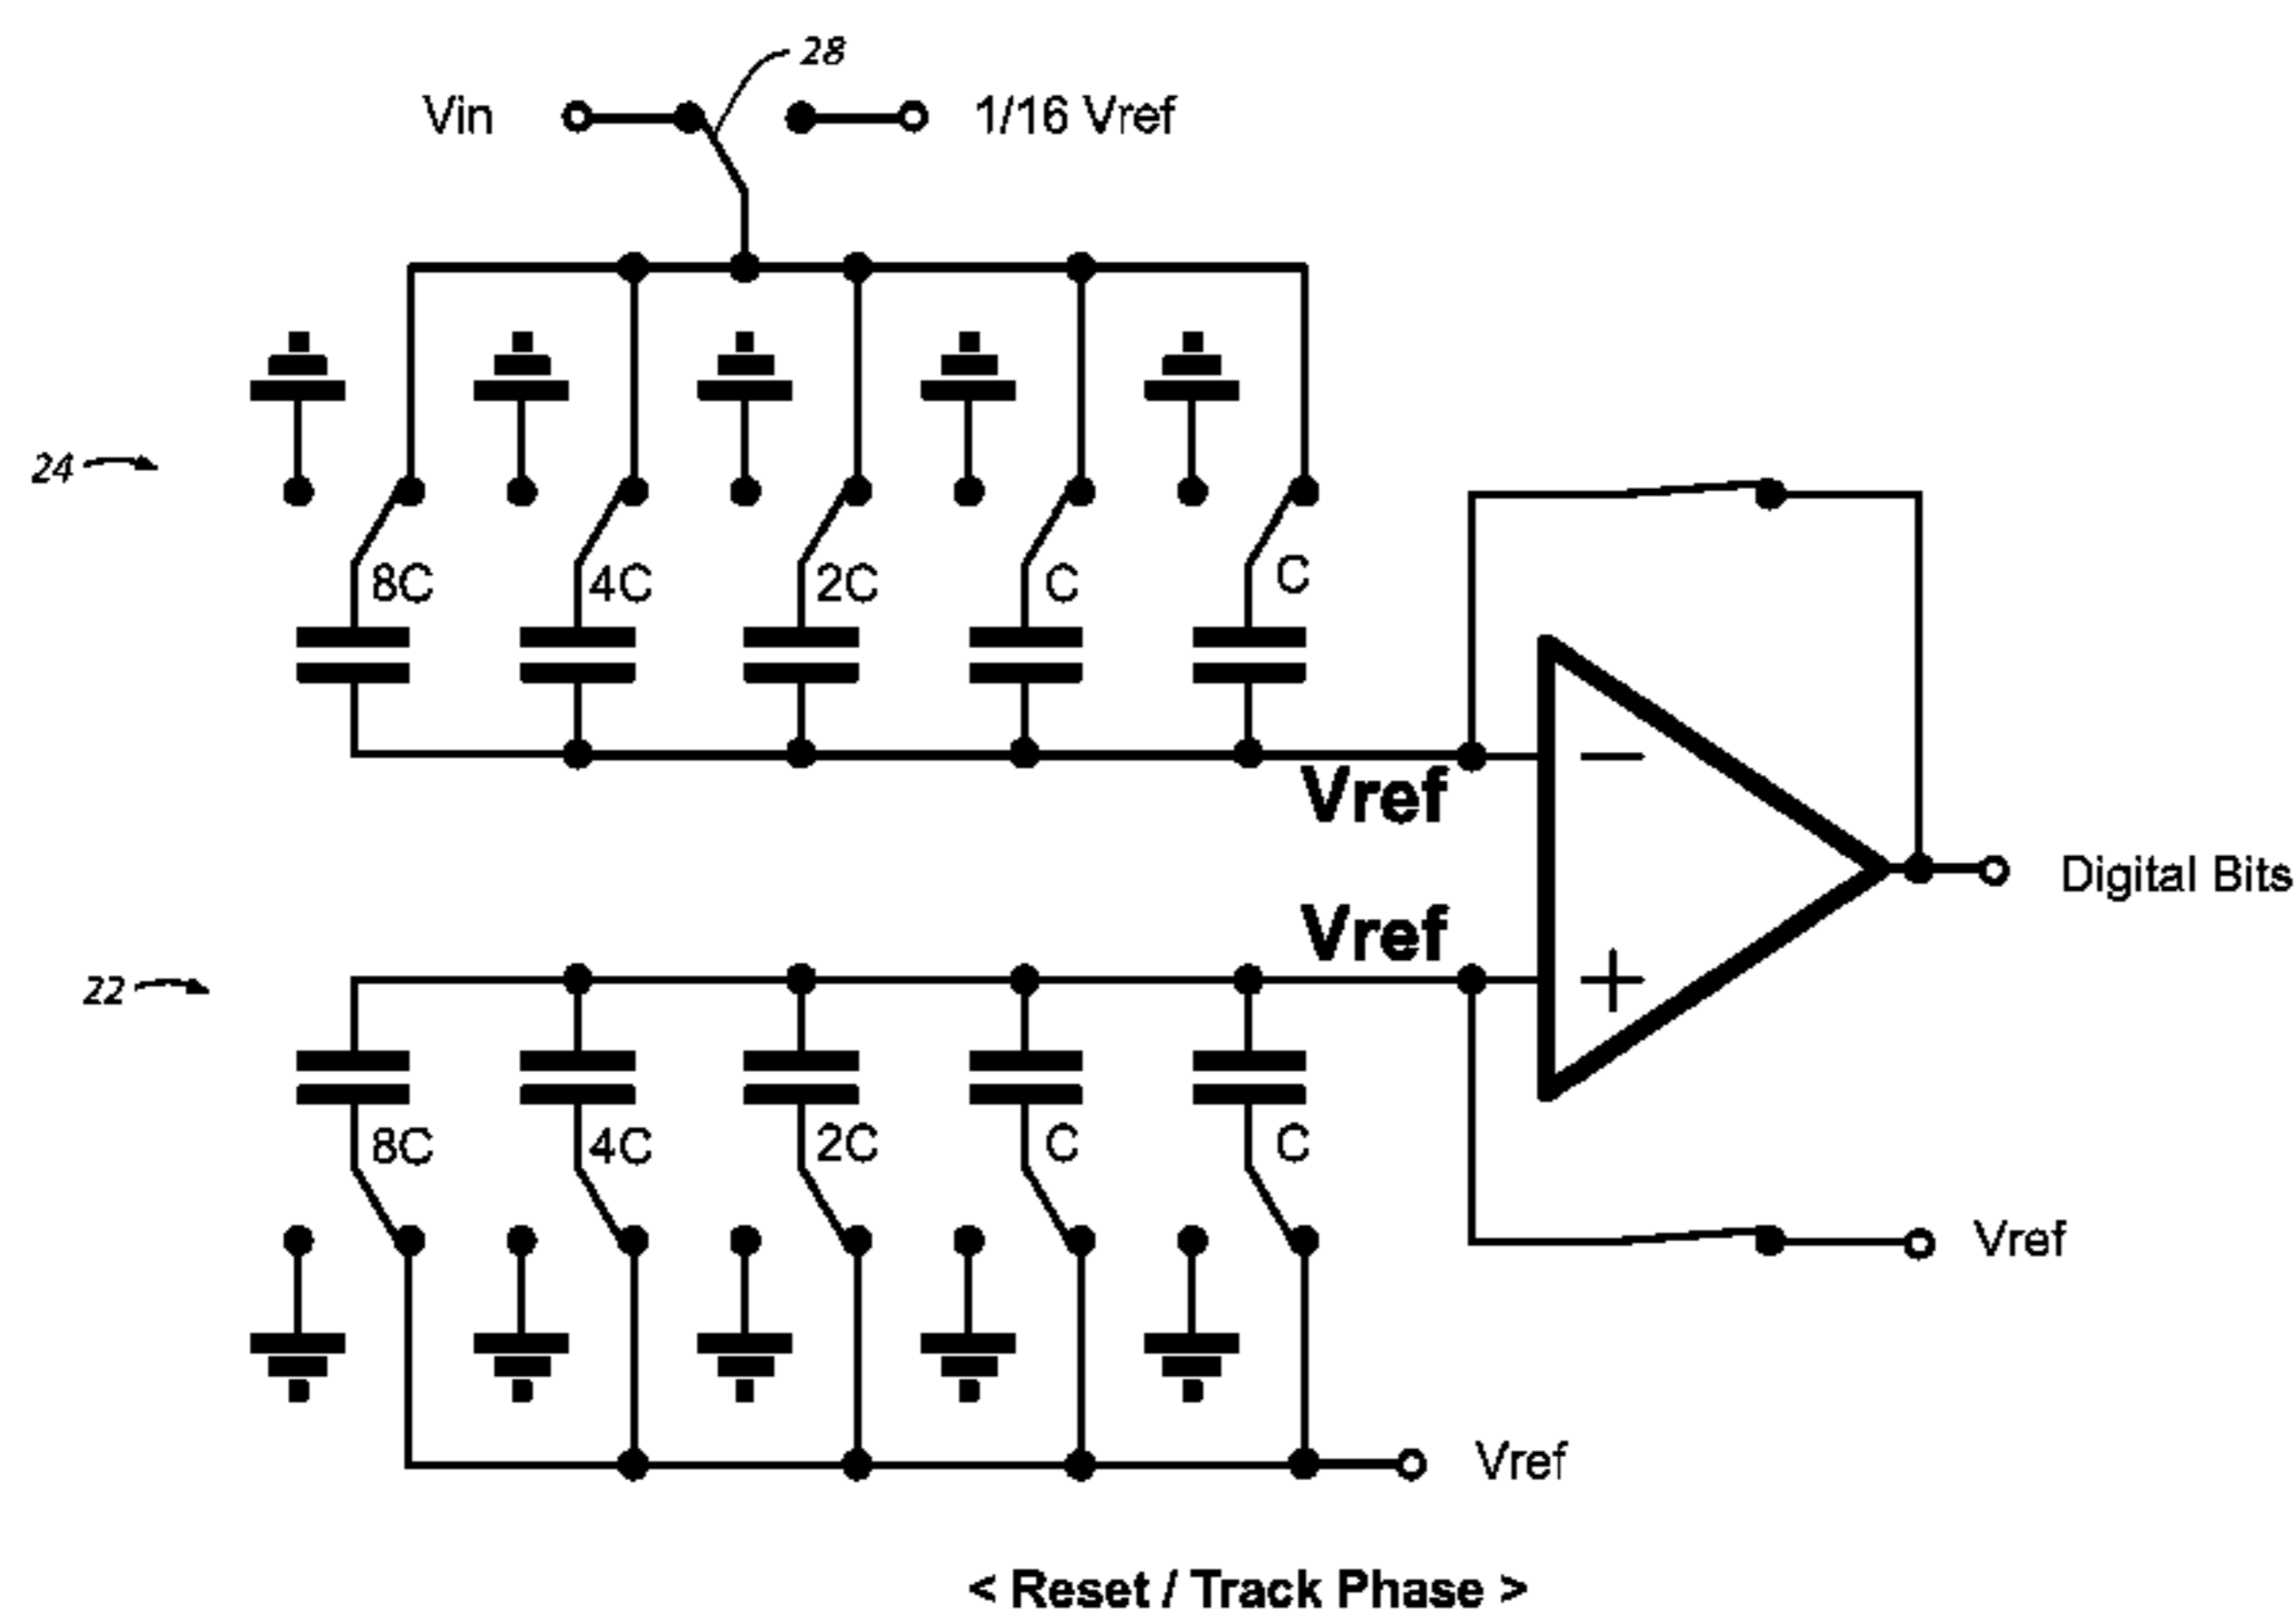 28
Vin
1/16 Vref
24
8C
4C
2C
C
C
Vref
Digital Bits
Vref
22
8C
4C
2C
C
C
Vref
Vref
< Reset / Track Phase >